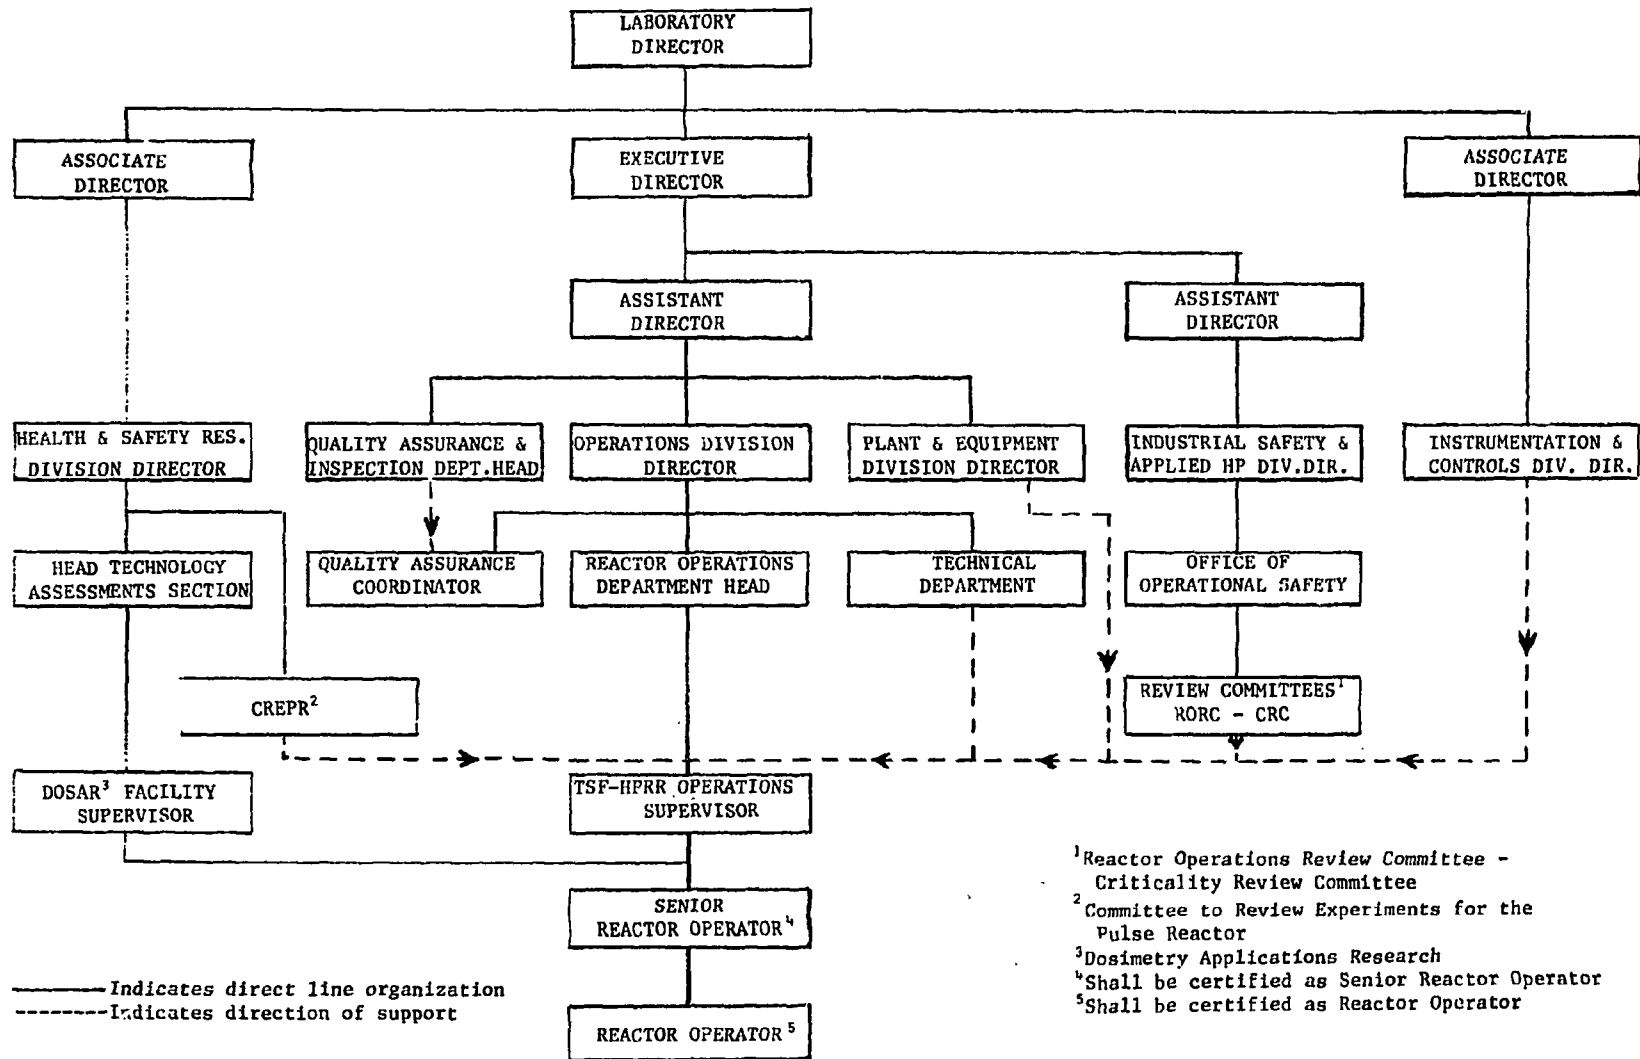 LABORATORY
DIRECTOR
ASSOCIATE
DIRECTOR
EXECUTIVE
DIRECTOR
ASSOCIATE
DIRECTOR
ASSISTANT
DIRECTOR
ASSISTANT
DIRECTOR
HEALTH & SAFETY RES.
DIVISION DIRECTOR
QUALITY ASSURANCE &
INSPECTION DEPT.HEAD
OPERATIONS DIVISION
DIRECTOR
PLANT & EQUIPMENT
DIVISION DIRECTOR
INDUSTRIAL SAFETY &
APPLIED HP DIV.DIR.
INSTRUMENTATION &
CONTROLS DIV. DIR.
HEAD TECHNOLOGY
ASSESSMENTS SECTION
QUALITY ASSURANCE
COORDINATOR
REACTOR OPERATIONS
DEPARTMENT HEAD
TECHNICAL
DEPARTMENT
OFFICE OF
OPERATIONAL SAFETY
CREPR²
REVIEW COMMITTEES¹
RORC - CRC
DOSAR³ FACILITY
SUPERVISOR
TSF-HPRR OPERATIONS
SUPERVISOR
SENIOR
REACTOR OPERATOR⁴
REACTOR OPERATOR⁵
Indicates direct line organization
Indicates direction of support
¹Reactor Operations Review Committee -
Criticality Review Committee
²Committee to Review Experiments for the
Pulse Reactor
³Dosimetry Applications Research
⁴Shall be certified as Senior Reactor Operator
⁵Shall be certified as Reactor Operator